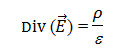 Div (E⃗) = ρ/ε